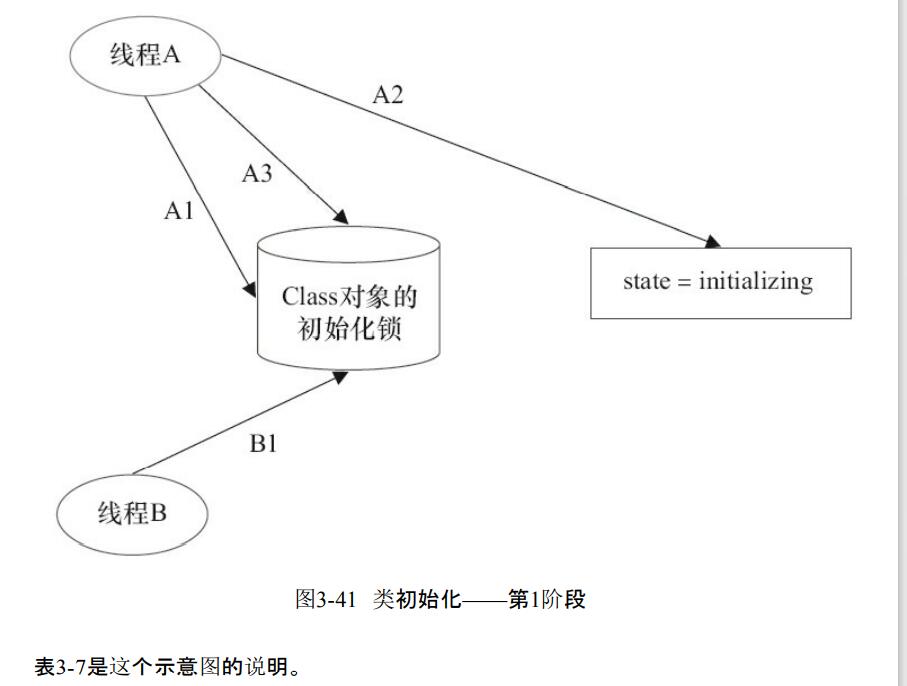 线程A
A2
A3
A1
state = initializing
Class对象的
初始化锁
B1
线程B
图3-41 类初始化——第1阶段
表3-7是这个示意图的说明。